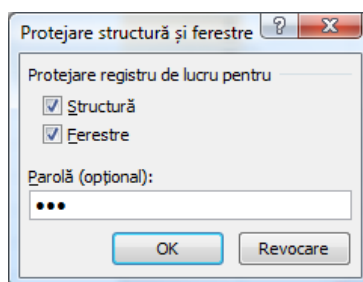 Protejare structură și ferestre
Protejare registru de lucru pentru
Structură
Ferestre
Parolă (opțional):
•••
OK
Revocare